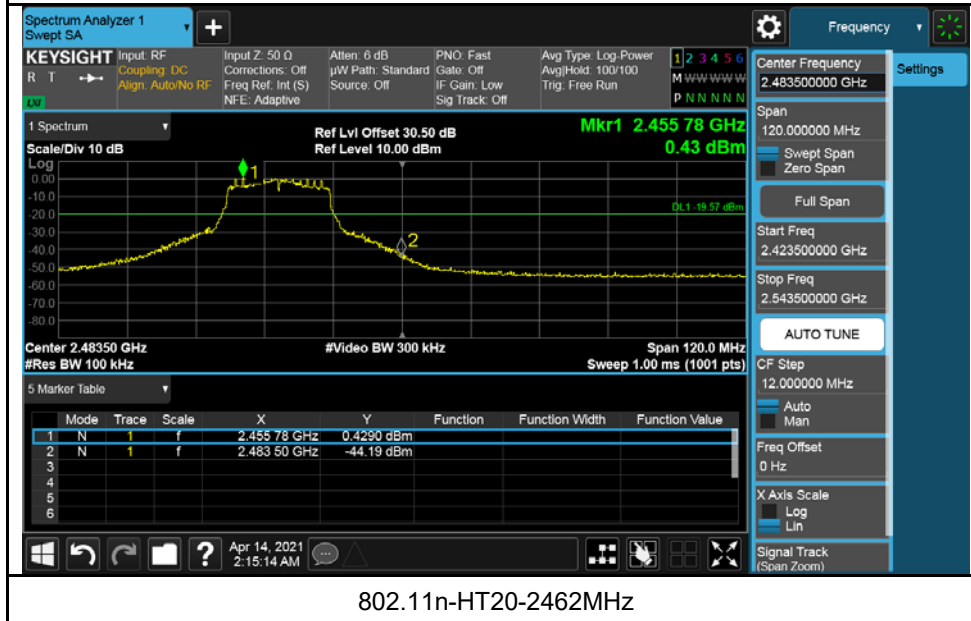 Spectrum Analyzer 1
Swept SA
+
Frequency
KEYSIGHT
R T
LXI
Input: RF
Coupling: DC
Align: Auto/No RF
Input Z: 50 Ω
Corrections: Off
Freq Ref: Int (S)
NFE: Adaptive
Atten: 6 dB
µW Path: Standard
Source: Off
PNO: Fast
Gate: Off
IF Gain: Low
Sig Track: Off
Avg Type: Log-Power
Avg|Hold: 100/100
Trig: Free Run
1 2 3 4 5 6
M W W W W W
P N N N N N
1 Spectrum
Scale/Div 10 dB
Ref Lvl Offset 30.50 dB
Ref Level 10.00 dBm
Mkr1 2.455 78 GHz
0.43 dBm
Log
0.00
-10.0
-20.0
-30.0
-40.0
-50.0
-60.0
-70.0
-80.0
1
2
DL1 -19.57 dBm
Center 2.48350 GHz
#Res BW 100 kHz
#Video BW 300 kHz
Span 120.0 MHz
Sweep 1.00 ms (1001 pts)
5 Marker Table
Mode Trace Scale X Y Function Function Width Function Value
1 N 1 f 2.455 78 GHz 0.4290 dBm
2 N 1 f 2.483 50 GHz -44.19 dBm
3
4
5
6
?
Apr 14, 2021
2:15:14 AM
Center Frequency
2.483500000 GHz
Settings
Span
120.000000 MHz
Swept Span
Zero Span
Full Span
Start Freq
2.423500000 GHz
Stop Freq
2.543500000 GHz
AUTO TUNE
CF Step
12.000000 MHz
Auto
Man
Freq Offset
0 Hz
X Axis Scale
Log
Lin
Signal Track
(Span Zoom)
802.11n-HT20-2462MHz